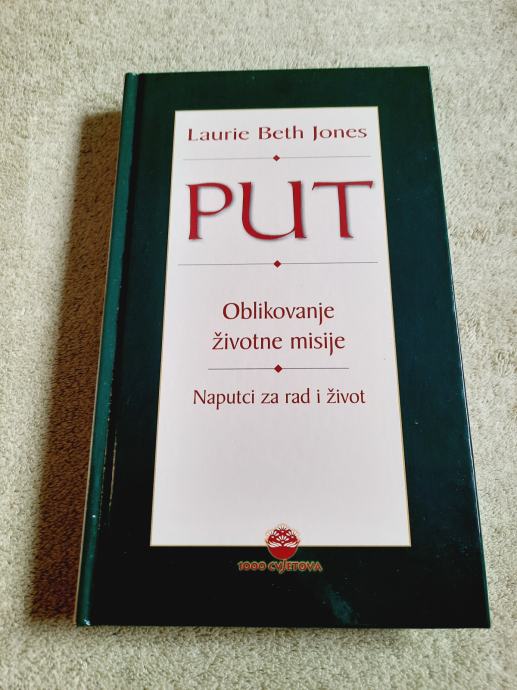 Laurie Beth Jones
PUT
Oblikovanje
životne misije
Naputci za rad i život
1000 CVJETOVA